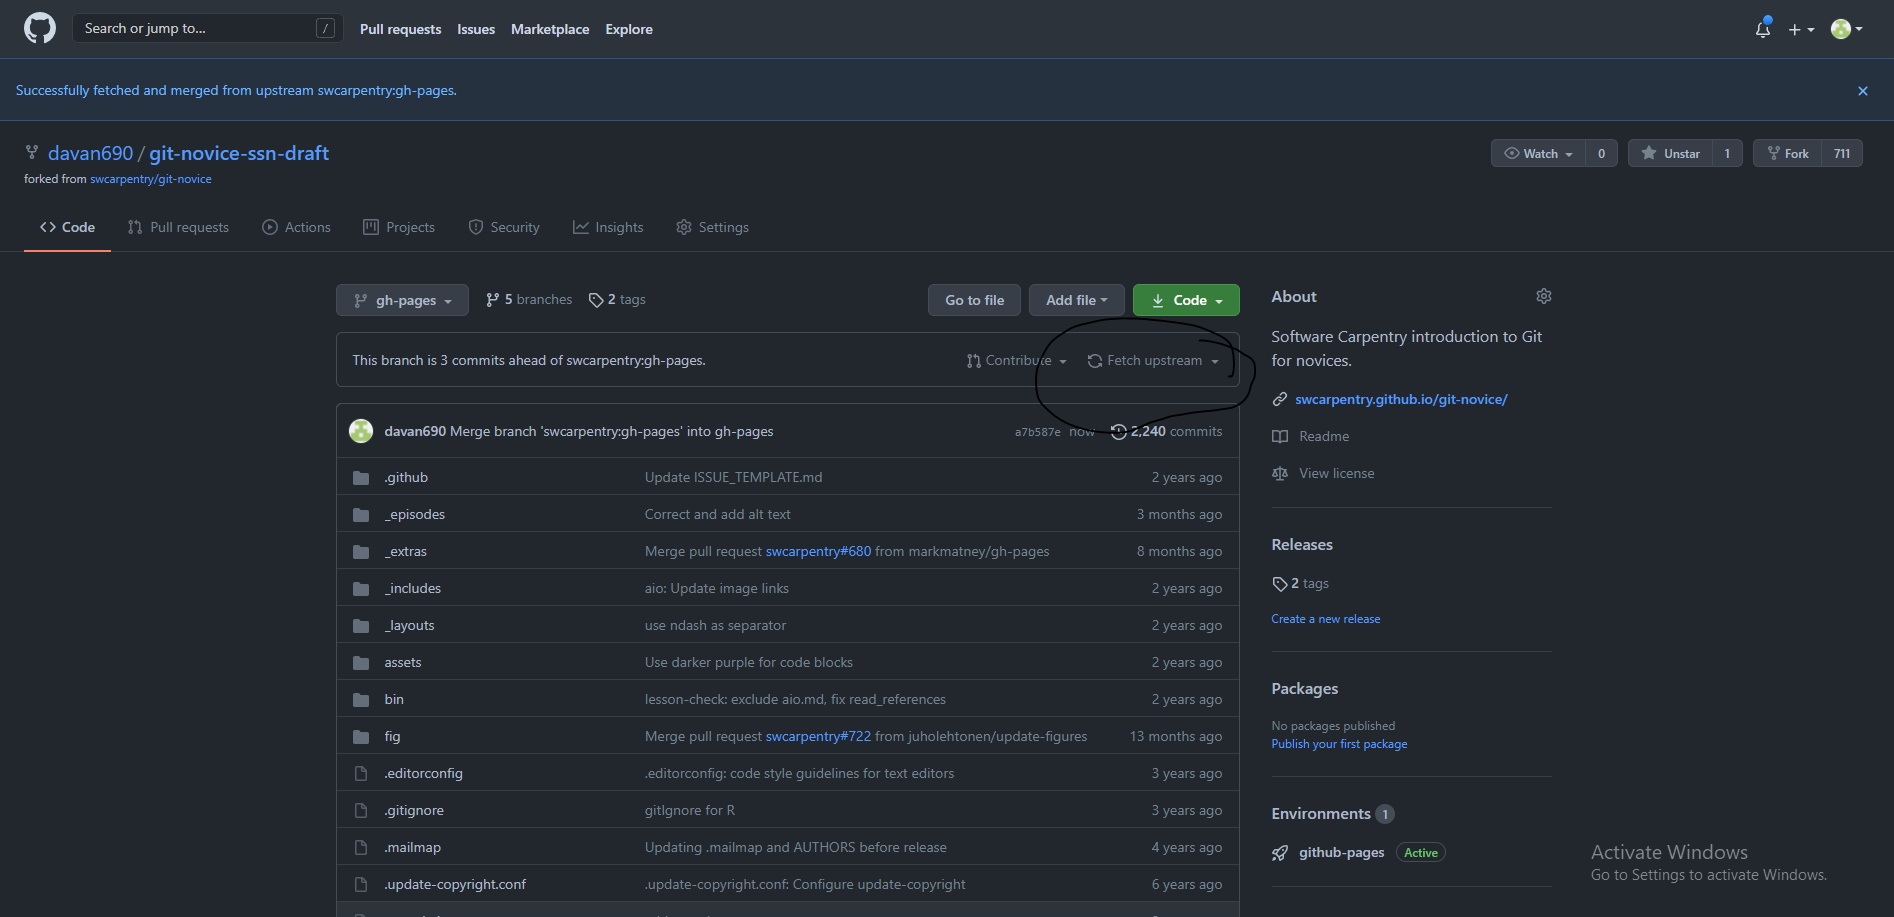 Search or jump to... /
Pull requests Issues Marketplace Explore
Successfully fetched and merged from upstream swcarpentry:gh-pages.
davan690 / git-novice-ssn-draft
forked from swcarpentry/git-novice
Watch 0 Unstar 1 Fork 711
Code Pull requests Actions Projects Security Insights Settings
gh-pages 5 branches 2 tags Go to file Add file Code
This branch is 3 commits ahead of swcarpentry:gh-pages. Contribute Fetch upstream
davan690 Merge branch 'swcarpentry:gh-pages' into gh-pages a7b587e now 2,240 commits
.github Update ISSUE_TEMPLATE.md 2 years ago
_episodes Correct and add alt text 3 months ago
_extras Merge pull request swcarpentry#680 from markmatney/gh-pages 8 months ago
_includes aio: Update image links 2 years ago
_layouts use ndash as separator 2 years ago
assets Use darker purple for code blocks 2 years ago
bin lesson-check: exclude aio.md, fix read_references 2 years ago
fig Merge pull request swcarpentry#722 from juholehtonen/update-figures 13 months ago
.editorconfig .editorconfig: code style guidelines for text editors 3 years ago
.gitignore gitIgnore for R 3 years ago
.mailmap Updating .mailmap and AUTHORS before release 4 years ago
.update-copyright.conf .update-copyright.conf: Configure update-copyright 6 years ago
About
Software Carpentry introduction to Git
for novices.
swcarpentry.github.io/git-novice/
Readme
View license
Releases
2 tags
Create a new release
Packages
No packages published
Publish your first package
Environments 1
github-pages Active
Activate Windows
Go to Settings to activate Windows.